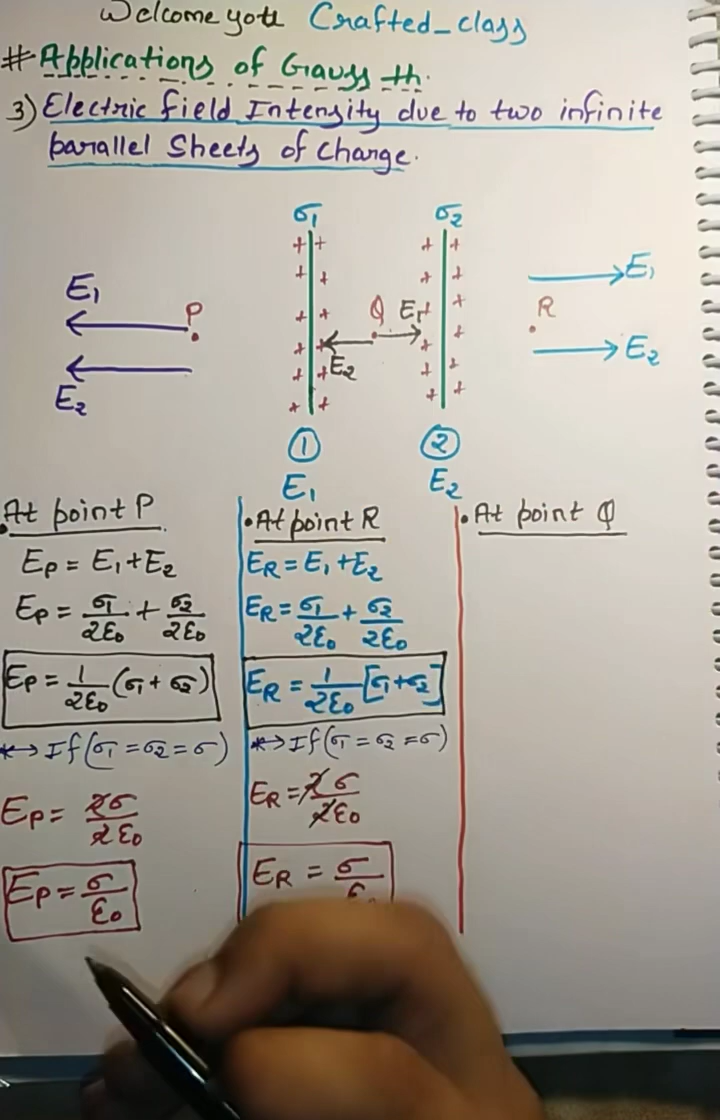 Welcome you Crafted_class
# Applications of Gauss th.
3) Electric field Intensity due to two infinite
parallel Sheets of Charge.
σ1 σ2
E1 P Q E1 E1 R
E2 E2 E2
1 2
E1 E2
.At point P
EP = E1+E2
EP = σ1/2ε0 + σ2/2ε0
EP = 1/2ε0 (σ1 + σ2)
*→ If (σ1 = σ2 = σ)
EP = 2σ/2ε0
EP = σ/ε0
.At point R
ER = E1 + E2
ER = σ1/2ε0 + σ2/2ε0
ER = 1/2ε0 [σ1+σ2]
*→ If (σ1 = σ2 = σ)
ER = 2σ/2ε0
ER = σ
.At point Q